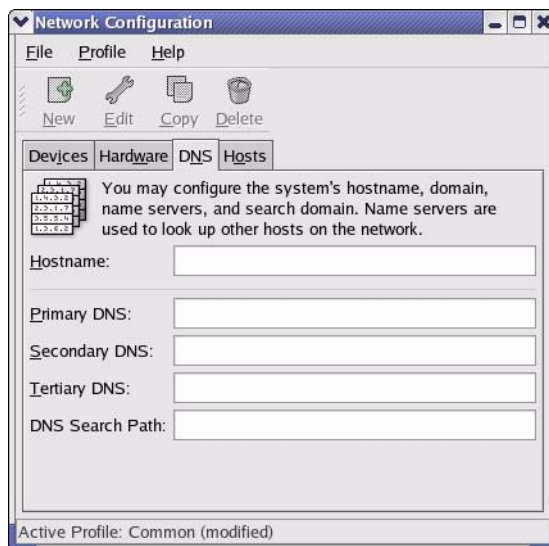 Network Configuration
File Profile Help
New Edit Copy Delete
Devices Hardware DNS Hosts
You may configure the system's hostname, domain,
name servers, and search domain. Name servers are
used to look up other hosts on the network.
Hostname:
Primary DNS:
Secondary DNS:
Tertiary DNS:
DNS Search Path:
Active Profile: Common (modified)